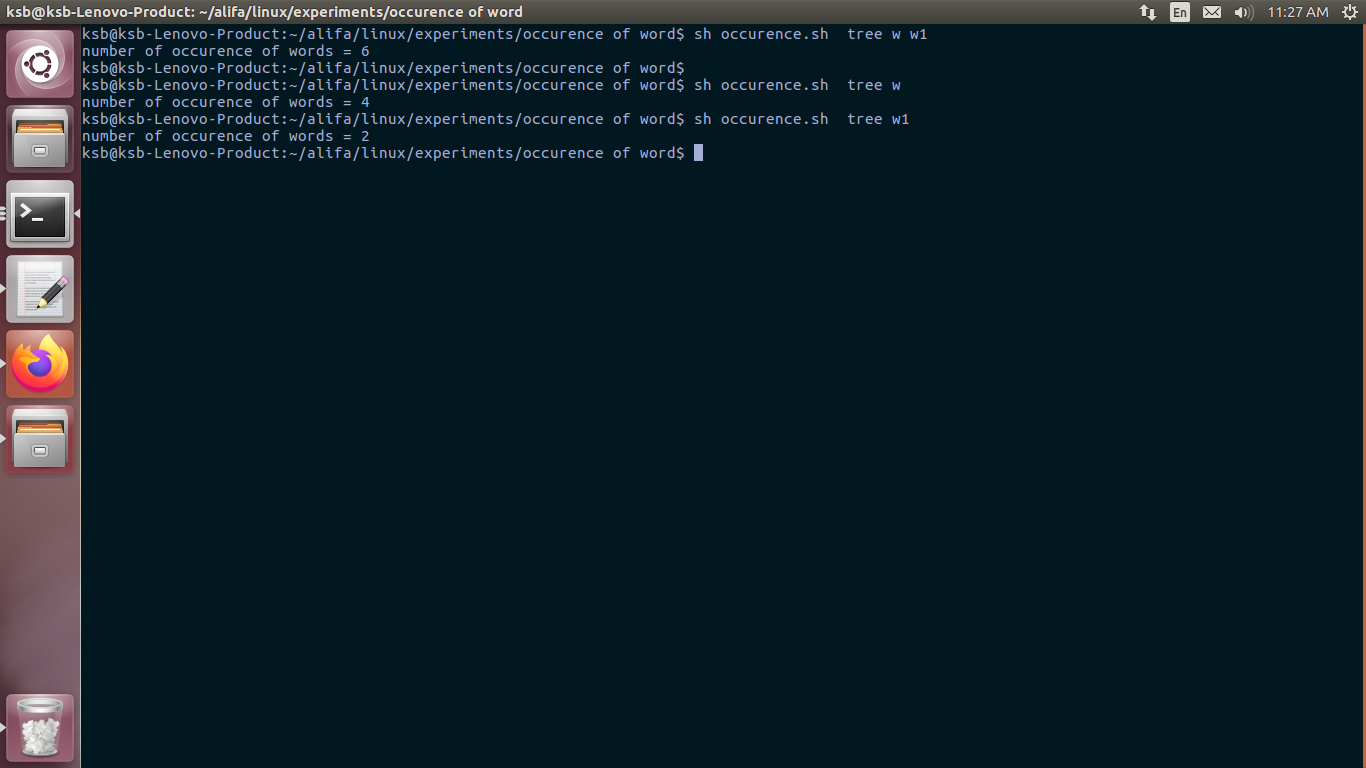 ksb@ksb-Lenovo-Product: ~/alifa/linux/experiments/occurence of word
En
11:27 AM
ksb@ksb-Lenovo-Product:~/alifa/linux/experiments/occurence of word$ sh occurence.sh  tree w w1
number of occurence of words = 6
ksb@ksb-Lenovo-Product:~/alifa/linux/experiments/occurence of word$
ksb@ksb-Lenovo-Product:~/alifa/linux/experiments/occurence of word$ sh occurence.sh  tree w
number of occurence of words = 4
ksb@ksb-Lenovo-Product:~/alifa/linux/experiments/occurence of word$ sh occurence.sh  tree w1
number of occurence of words = 2
ksb@ksb-Lenovo-Product:~/alifa/linux/experiments/occurence of word$